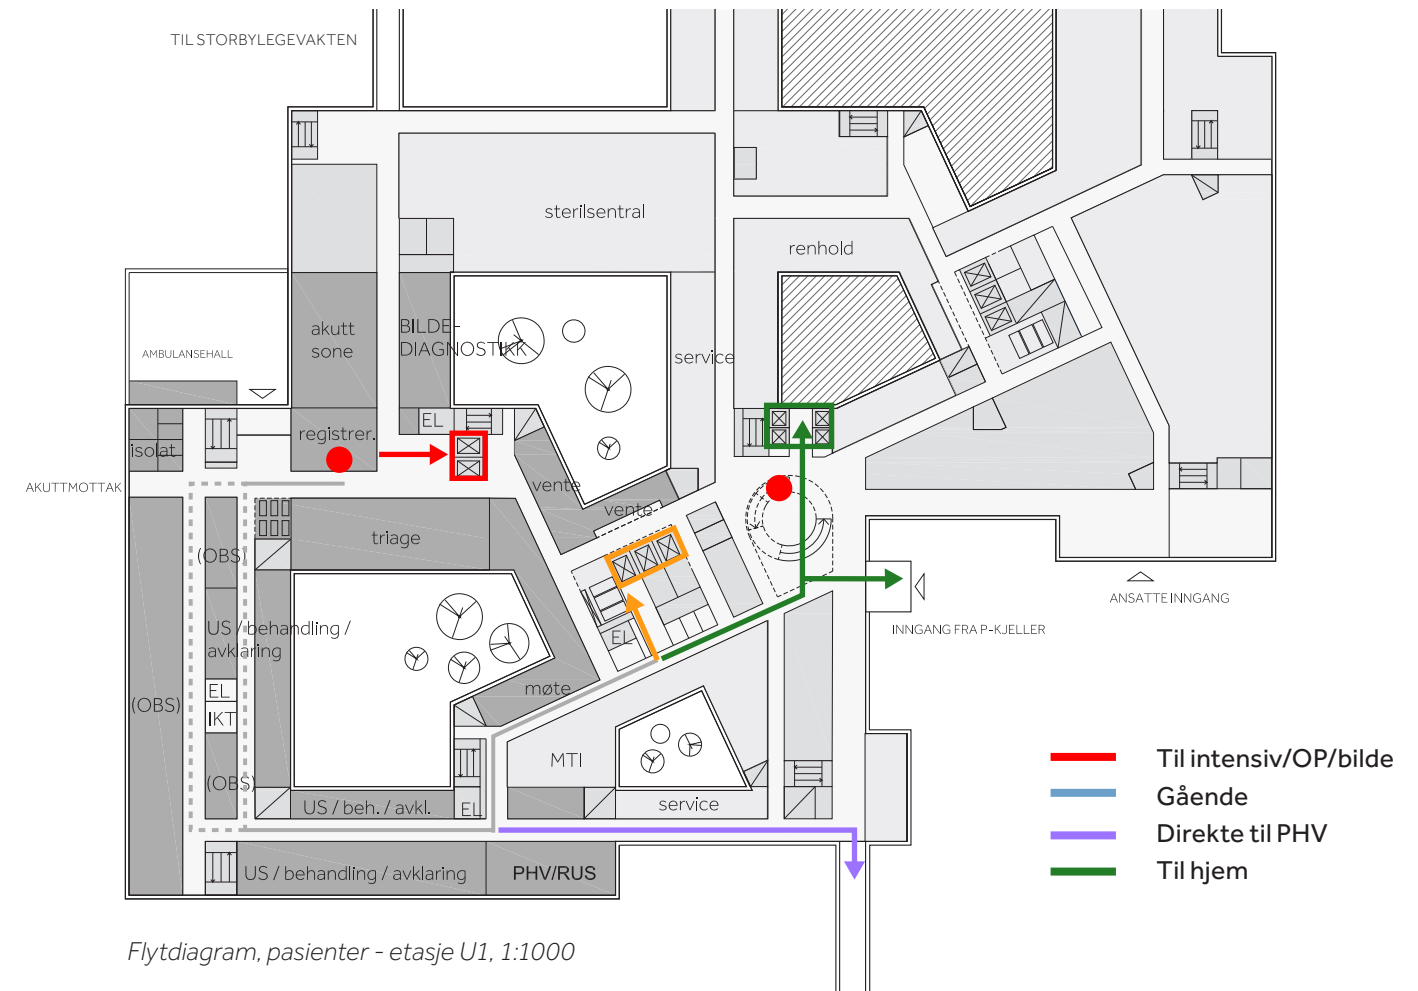 TIL STORBYLEGEVAKTEN
sterilsentral
renhold
akutt
sone
BILDE-
DIAGNOSTIKK
AMBULANSEHALL
service
EL
registrer.
isolat
AKUTTMOTTAK
vente
vente
triage
(OBS)
US / behandling /
avklaring
EL
ANSATTE INNGANG
INNGANG FRA P-KJELLER
møte
EL
IKT
(OBS)
MTI
(OBS)
US / beh. / avkl.
EL
service
US / behandling / avklaring
PHV/RUS
Til intensiv/OP/bilde
Gående
Direkte til PHV
Til hjem
Flytdiagram, pasienter - etasje U1, 1:1000